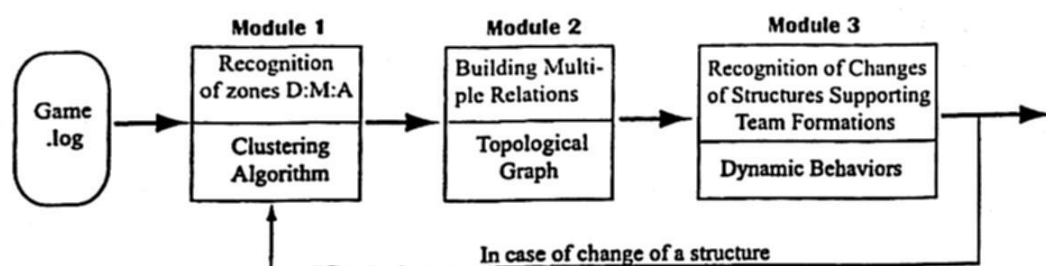 Module 1
Module 2
Module 3
Game
.log
Recognition
of zones D:M:A
Clustering
Algorithm
Building Multi-
ple Relations
Topological
Graph
Recognition of Changes
of Structures Supporting
Team Formations
Dynamic Behaviors
In case of change of a structure